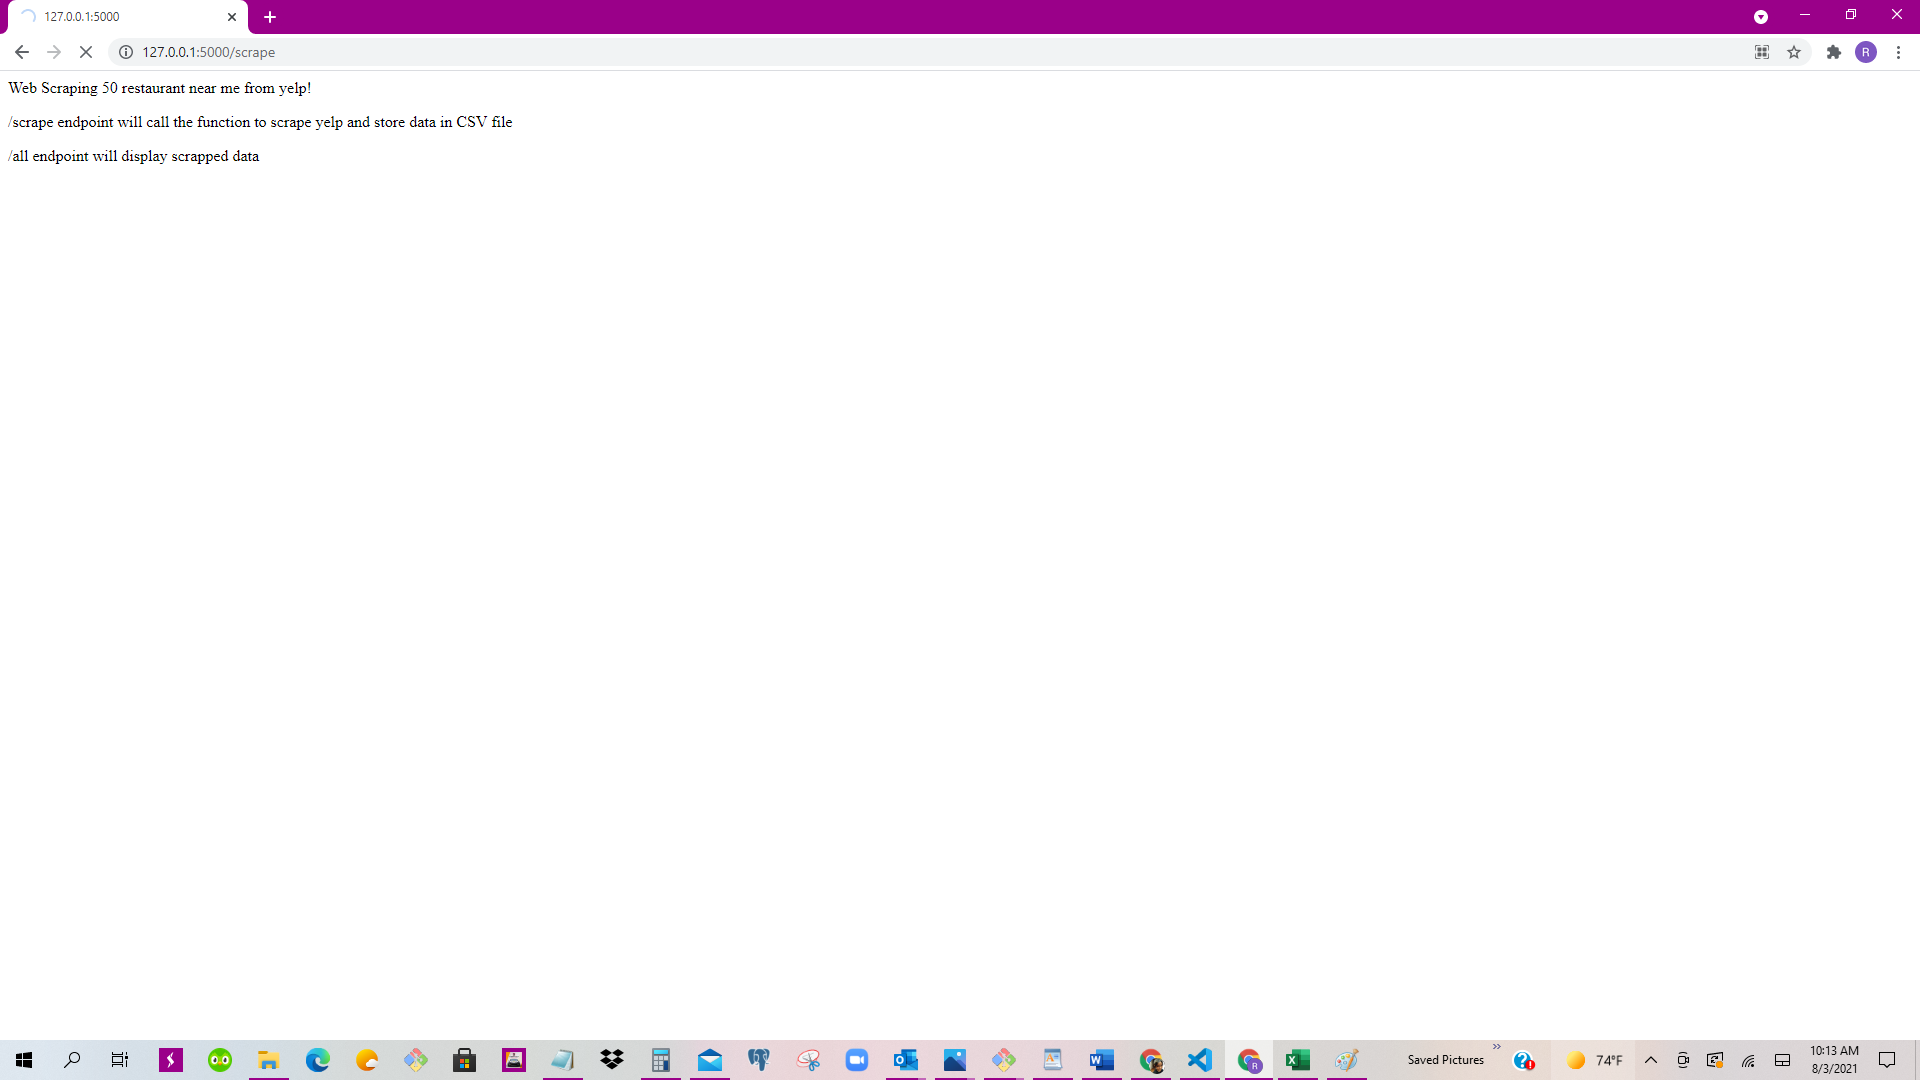 127.0.0.1:5000
127.0.0.1:5000/scrape
R
Web Scraping 50 restaurant near me from yelp!
/scrape endpoint will call the function to scrape yelp and store data in CSV file
/all endpoint will display scrapped data
Saved Pictures
74°F
10:13 AM
8/3/2021